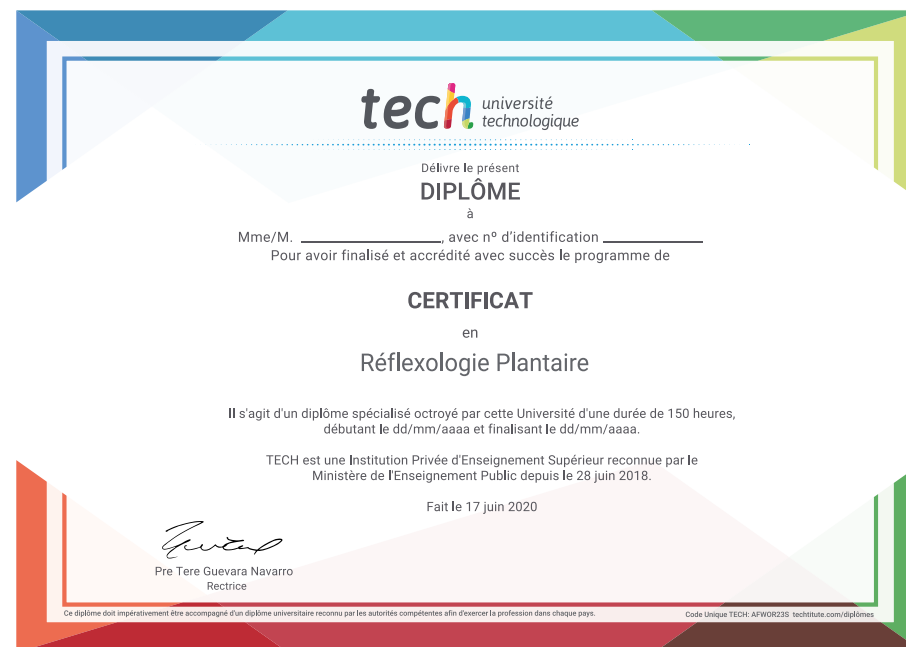 tech université
technologique
Délivre le présent
DIPLÔME
à
Mme/M. ____________________, avec nº d'identification ______________
Pour avoir finalisé et accrédité avec succès le programme de
CERTIFICAT
en
Réflexologie Plantaire
Il s'agit d'un diplôme spécialisé octroyé par cette Université d'une durée de 150 heures,
débutant le dd/mm/aaaa et finalisant le dd/mm/aaaa.
TECH est une Institution Privée d'Enseignement Supérieur reconnue par le
Ministère de l'Enseignement Public depuis le 28 juin 2018.
Fait le 17 juin 2020
Pre Tere Guevara Navarro
Rectrice
Ce diplôme doit impérativement être accompagné d'un diplôme universitaire reconnu par les autorités compétentes afin d'exercer la profession dans chaque pays.
Code Unique TECH: AFWOR23S techtitute.com/diplômes